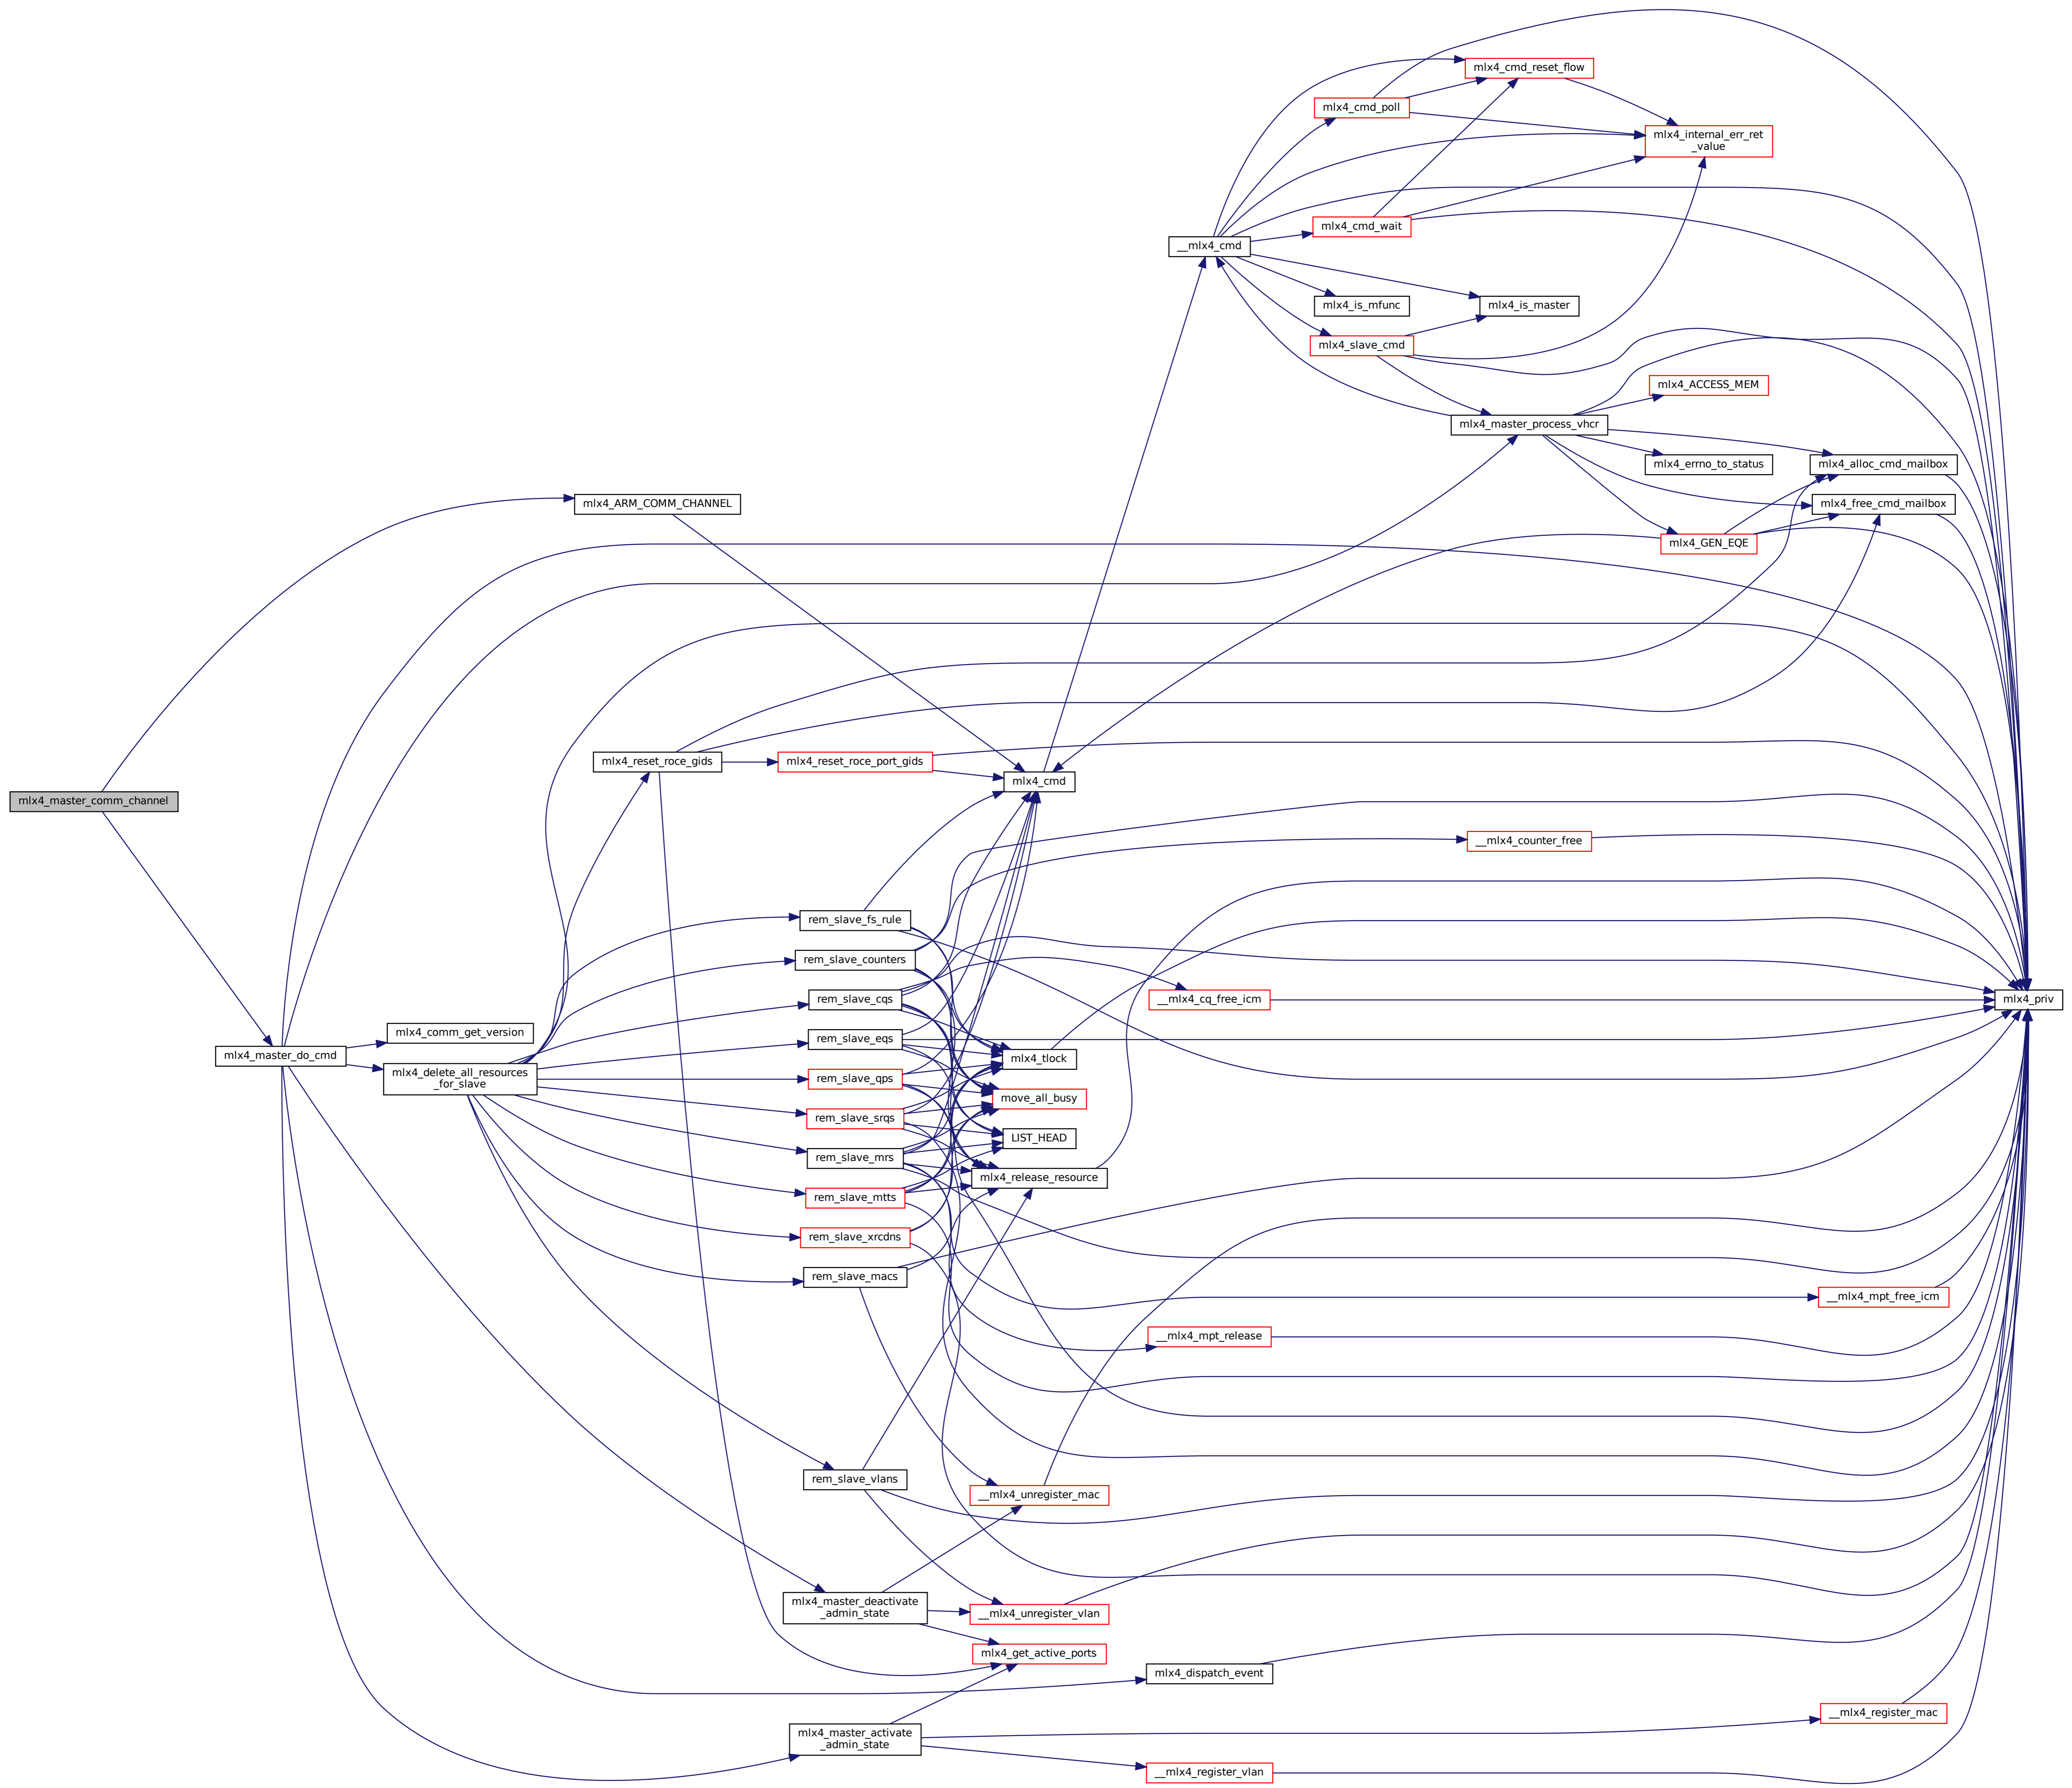 mlx4_cmd_reset_flow
mlx4_cmd_poll
mlx4_internal_err_ret
_value
mlx4_cmd_wait
__mlx4_cmd
mlx4_is_mfunc
mlx4_is_master
mlx4_slave_cmd
mlx4_ACCESS_MEM
mlx4_master_process_vhcr
mlx4_errno_to_status
mlx4_alloc_cmd_mailbox
mlx4_ARM_COMM_CHANNEL
mlx4_free_cmd_mailbox
mlx4_GEN_EQE
mlx4_reset_roce_gids
mlx4_reset_roce_port_gids
mlx4_cmd
mlx4_master_comm_channel
__mlx4_counter_free
rem_slave_fs_rule
rem_slave_counters
rem_slave_cqs
__mlx4_cq_free_icm
mlx4_priv
mlx4_comm_get_version
rem_slave_eqs
mlx4_master_do_cmd
mlx4_tlock
mlx4_delete_all_resources
_for_slave
rem_slave_qps
move_all_busy
rem_slave_srqs
LIST_HEAD
rem_slave_mrs
mlx4_release_resource
rem_slave_mtts
rem_slave_xrcdns
rem_slave_macs
__mlx4_mpt_free_icm
__mlx4_mpt_release
rem_slave_vlans
__mlx4_unregister_mac
mlx4_master_deactivate
_admin_state
__mlx4_unregister_vlan
mlx4_get_active_ports
mlx4_dispatch_event
__mlx4_register_mac
mlx4_master_activate
_admin_state
__mlx4_register_vlan